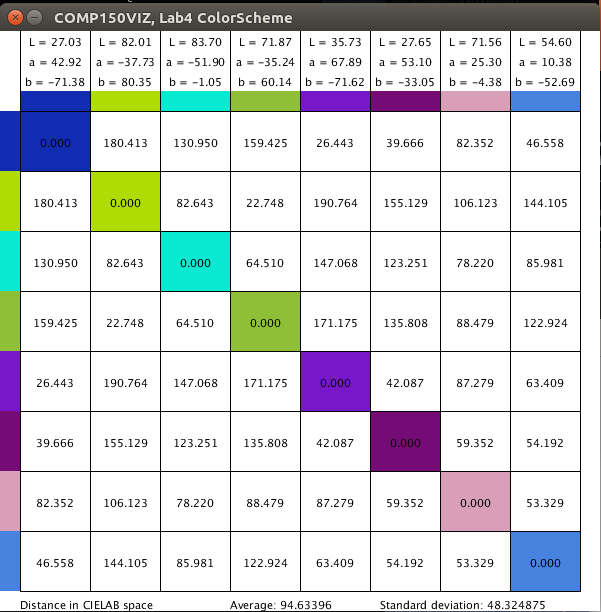 COMP150VIZ, Lab4 ColorScheme
L = 27.03 L = 82.01 L = 83.70 L = 71.87 L = 35.73 L = 27.65 L = 71.56 L = 54.60
a = 42.92 a = −37.73 a = −51.90 a = −35.24 a = 67.89 a = 53.10 a = 25.30 a = 10.38
b = −71.38 b = 80.35 b = −1.05 b = 60.14 b = −71.62 b = −33.05 b = −4.38 b = −52.69
0.000 180.413 130.950 159.425 26.443 39.666 82.352 46.558
180.413 0.000 82.643 22.748 190.764 155.129 106.123 144.105
130.950 82.643 0.000 64.510 147.068 123.251 78.220 85.981
159.425 22.748 64.510 0.000 171.175 135.808 88.479 122.924
26.443 190.764 147.068 171.175 0.000 42.087 87.279 63.409
39.666 155.129 123.251 135.808 42.087 0.000 59.352 54.192
82.352 106.123 78.220 88.479 87.279 59.352 0.000 53.329
46.558 144.105 85.981 122.924 63.409 54.192 53.329 0.000
Distance in CIELAB space Average: 94.63396 Standard deviation: 48.324875